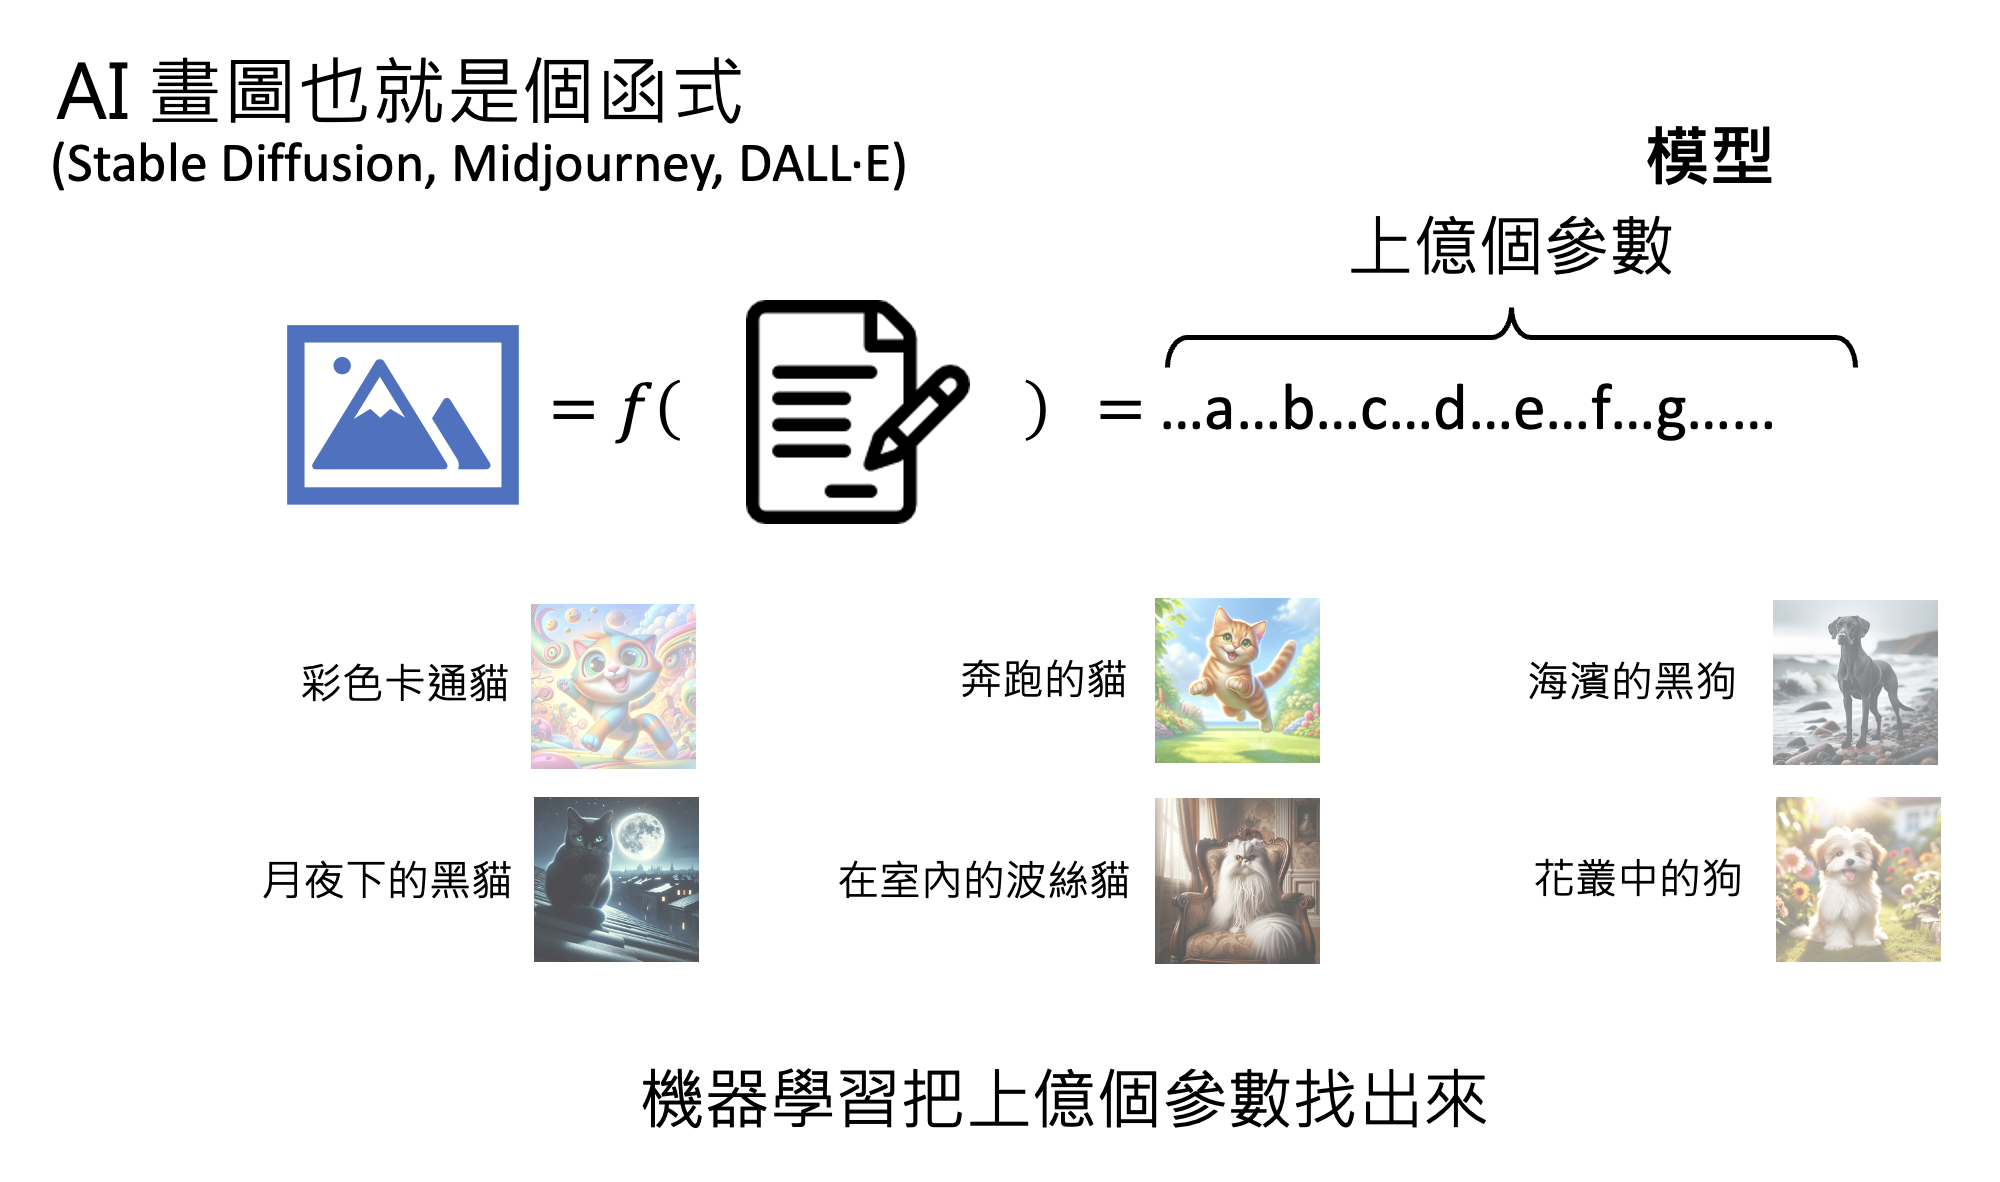 AI 畫圖也就是個函式
(Stable Diffusion, Midjourney, DALL·E)
模型
上億個參數
= f( ) = …a…b…c…d…e…f…g……
彩色卡通貓
奔跑的貓
海濱的黑狗
月夜下的黑貓
在室內的波絲貓
花叢中的狗
機器學習把上億個參數找出來